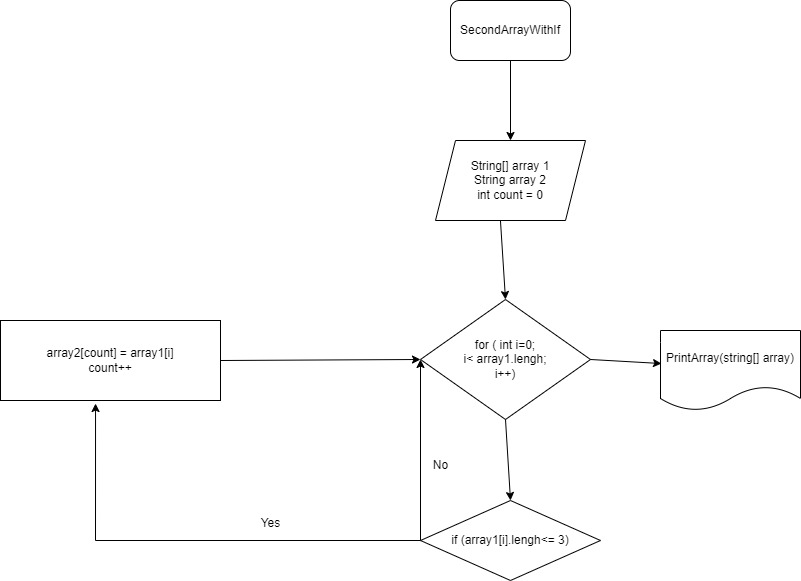 SecondArrayWithIf
String[] array 1
String array 2
int count = 0
for ( int i=0;
i< array1.lengh;
i++)
PrintArray(string[] array)
array2[count] = array1[i]
count++
No
Yes
if (array1[i].lengh<= 3)